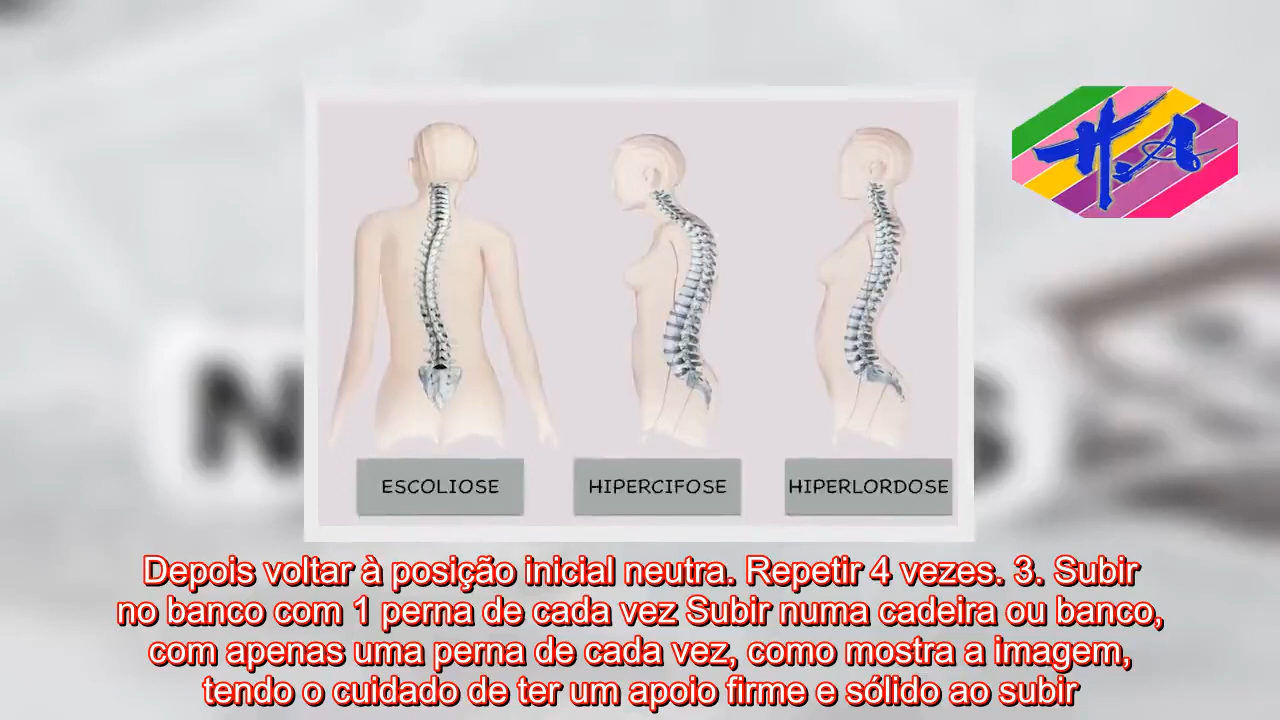 H.A
ESCOLIOSE
HIPERCIFOSE
HIPERLORDOSE
Depois voltar à posição inicial neutra. Repetir 4 vezes. 3. Subir
no banco com 1 perna de cada vez Subir numa cadeira ou banco,
com apenas uma perna de cada vez, como mostra a imagem,
tendo o cuidado de ter um apoio firme e sólido ao subir